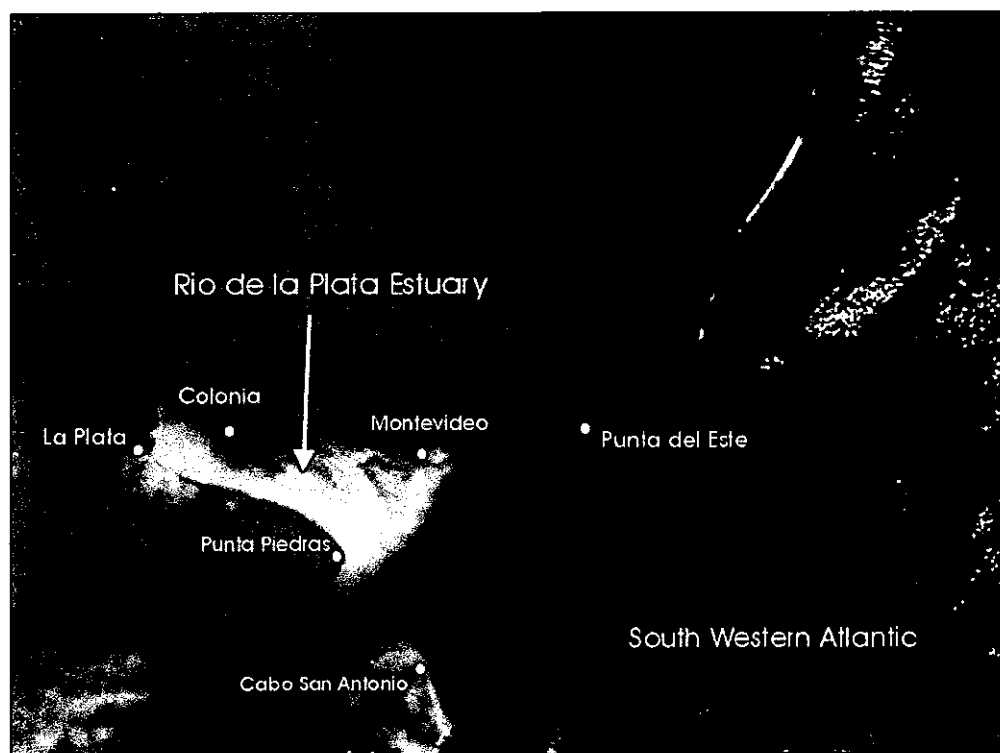 Rio de la Plata Estuary
Colonia
La Plata
Montevideo
Punta del Este
Punta Piedras
South Western Atlantic
Cabo San Antonio